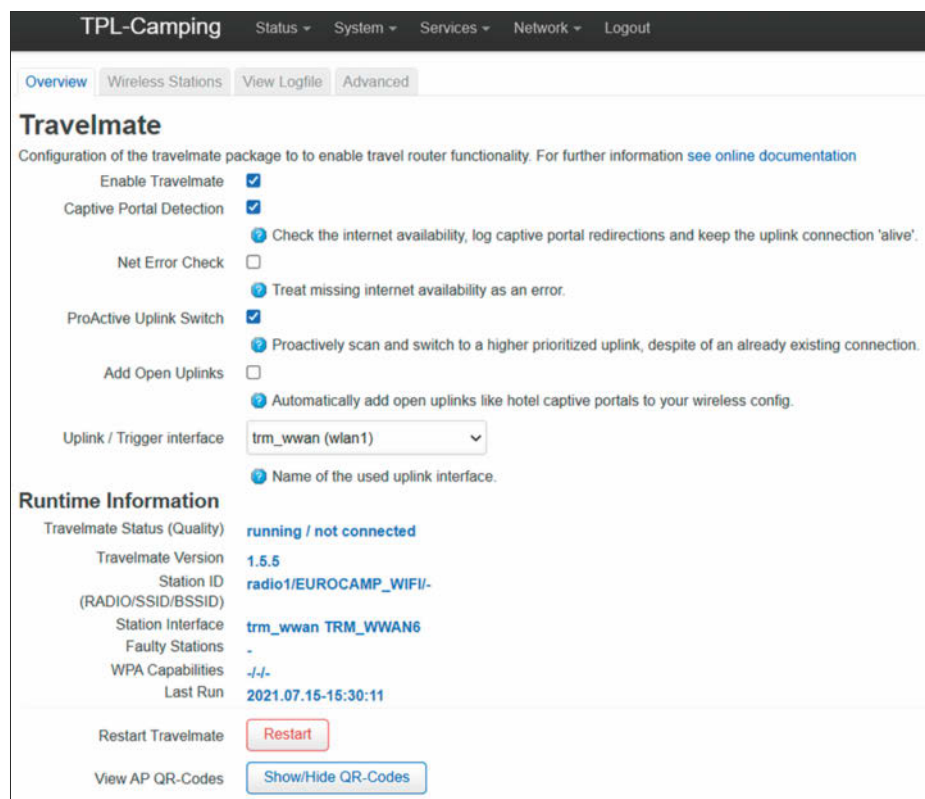 TPL-Camping Status System Services Network Logout
Overview Wireless Stations View Logfile Advanced
Travelmate
Configuration of the travelmate package to to enable travel router functionality. For further information see online documentation
Enable Travelmate
Captive Portal Detection
Check the internet availability, log captive portal redirections and keep the uplink connection 'alive'.
Net Error Check
Treat missing internet availability as an error.
ProActive Uplink Switch
Proactively scan and switch to a higher prioritized uplink, despite of an already existing connection.
Add Open Uplinks
Automatically add open uplinks like hotel captive portals to your wireless config.
Uplink / Trigger interface trm_wwan (wlan1)
Name of the used uplink interface.
Runtime Information
Travelmate Status (Quality) running / not connected
Travelmate Version 1.5.5
Station ID radio1/EUROCAMP_WIFI/-
(RADIO/SSID/BSSID)
Station Interface trm_wwan TRM_WWAN6
Faulty Stations -
WPA Capabilities -/-/-
Last Run 2021.07.15-15:30:11
Restart Travelmate Restart
View AP QR-Codes Show/Hide QR-Codes